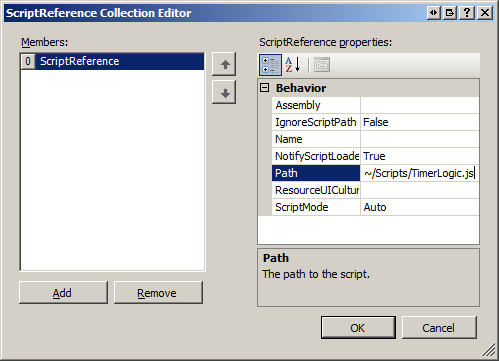 ScriptReference Collection Editor
Members:
0 ScriptReference
Add
Remove
ScriptReference properties:
Behavior
Assembly
IgnoreScriptPath False
Name
NotifyScriptLoade True
Path ~/Scripts/TimerLogic.js
ResourceUICultur
ScriptMode Auto
Path
The path to the script.
OK
Cancel